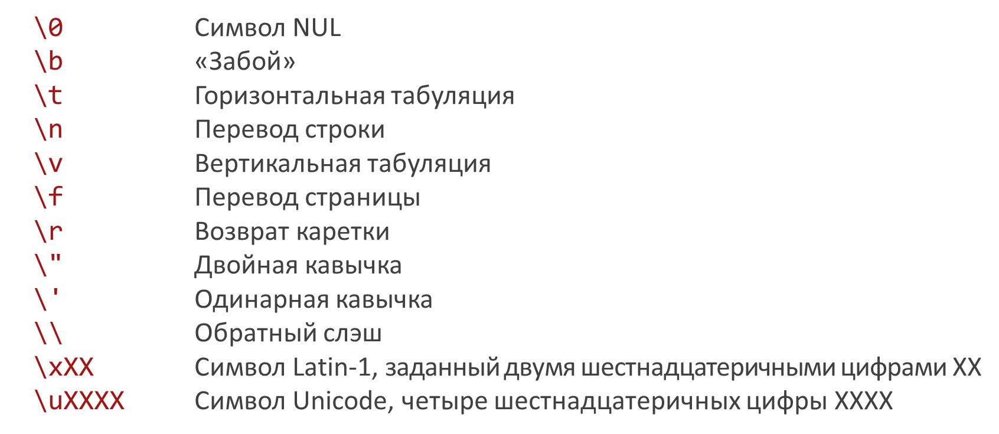 \0 Символ NUL
\b «Забой»
\t Горизонтальная табуляция
\n Перевод строки
\v Вертикальная табуляция
\f Перевод страницы
\r Возврат каретки
\" Двойная кавычка
\' Одинарная кавычка
\\ Обратный слэш
\xXX Символ Latin-1, заданный двумя шестнадцатеричными цифрами XX
\uXXXX Символ Unicode, четыре шестнадцатеричных цифры XXXX